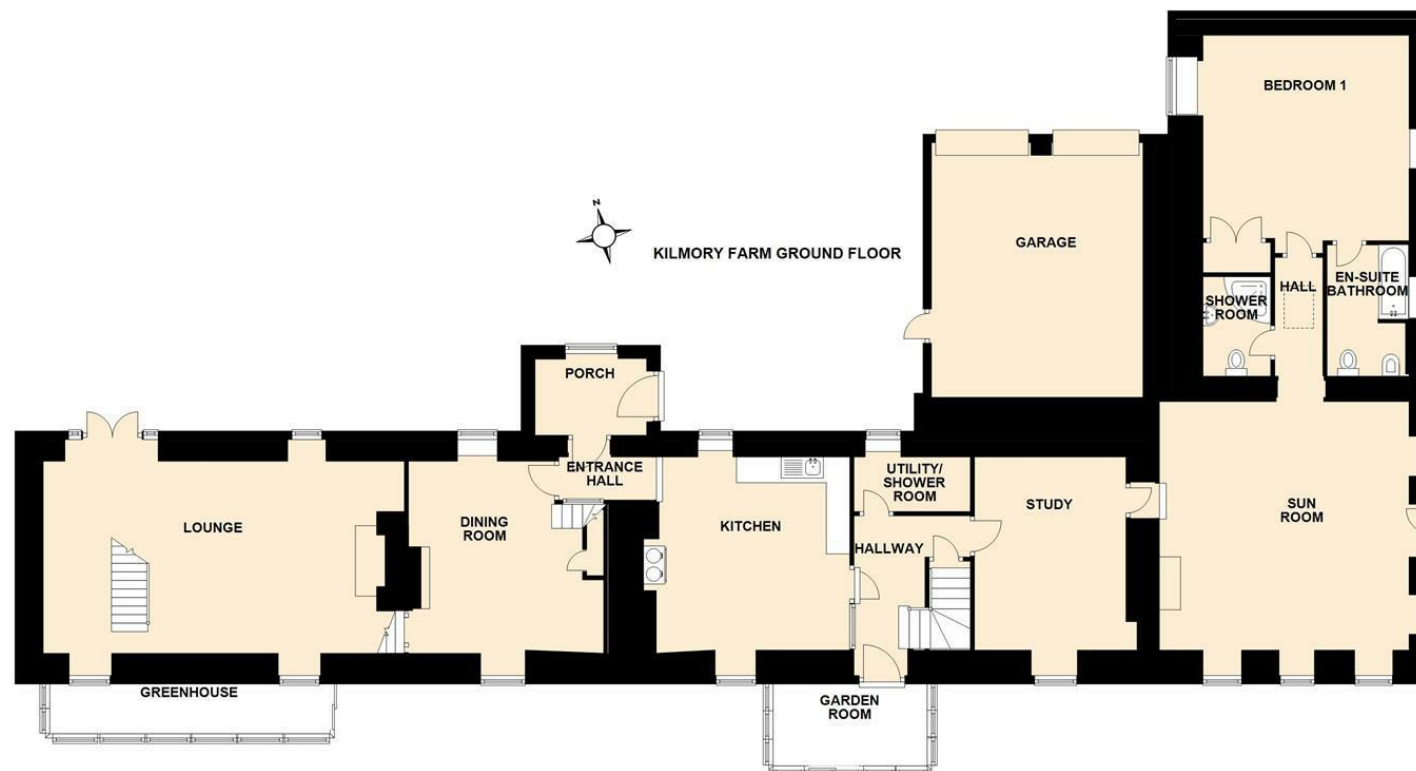 BEDROOM 1
N
KILMORY FARM GROUND FLOOR
GARAGE
EN-SUITE
BATHROOM
HALL
SHOWER
ROOM
PORCH
ENTRANCE
HALL
UTILITY/
SHOWER
ROOM
LOUNGE
DINING
ROOM
KITCHEN
STUDY
SUN
ROOM
HALLWAY
GREENHOUSE
GARDEN
ROOM